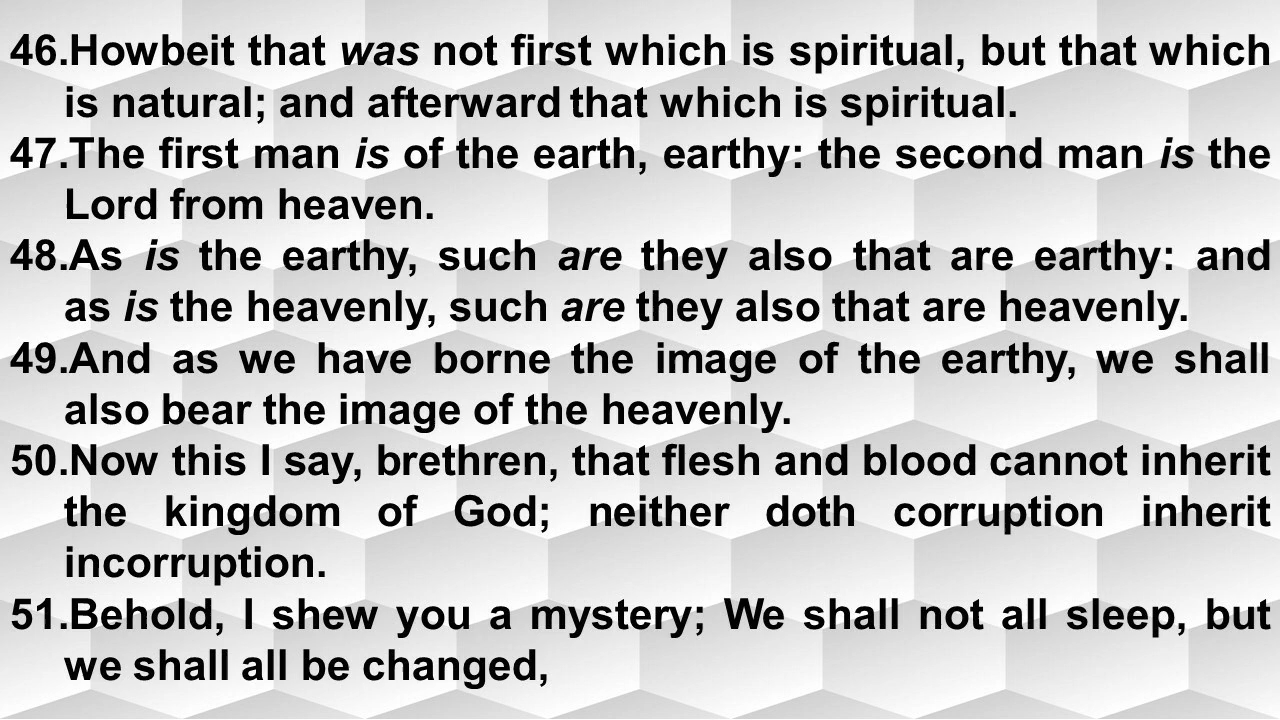 46.Howbeit that was not first which is spiritual, but that which
is natural; and afterward that which is spiritual.
47.The first man is of the earth, earthy: the second man is the
Lord from heaven.
48.As is the earthy, such are they also that are earthy: and
as is the heavenly, such are they also that are heavenly.
49.And as we have borne the image of the earthy, we shall
also bear the image of the heavenly.
50.Now this I say, brethren, that flesh and blood cannot inherit
the kingdom of God; neither doth corruption inherit
incorruption.
51.Behold, I shew you a mystery; We shall not all sleep, but
we shall all be changed,